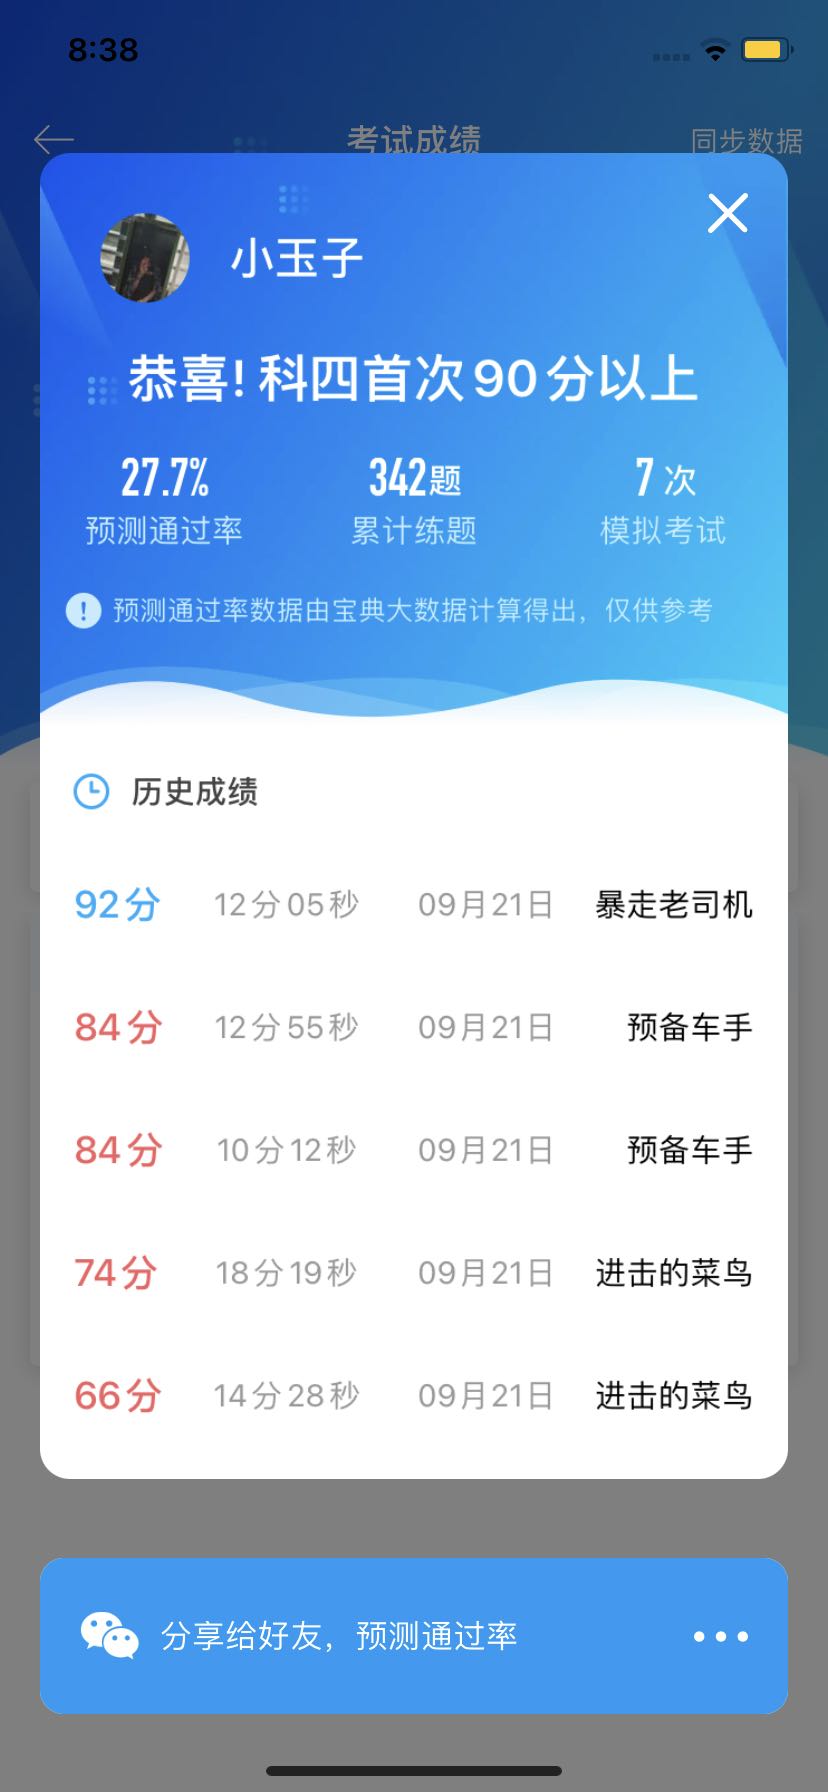 8:38
考试成绩 同步数据
小玉子
恭喜! 科四首次90分以上
27.7% 342题 7次
预测通过率 累计练题 模拟考试
! 预测通过率数据由宝典大数据计算得出，仅供参考
历史成绩
92分 12分05秒 09月21日 暴走老司机
84分 12分55秒 09月21日 预备车手
84分 10分12秒 09月21日 预备车手
74分 18分19秒 09月21日 进击的菜鸟
66分 14分28秒 09月21日 进击的菜鸟
分享给好友，预测通过率